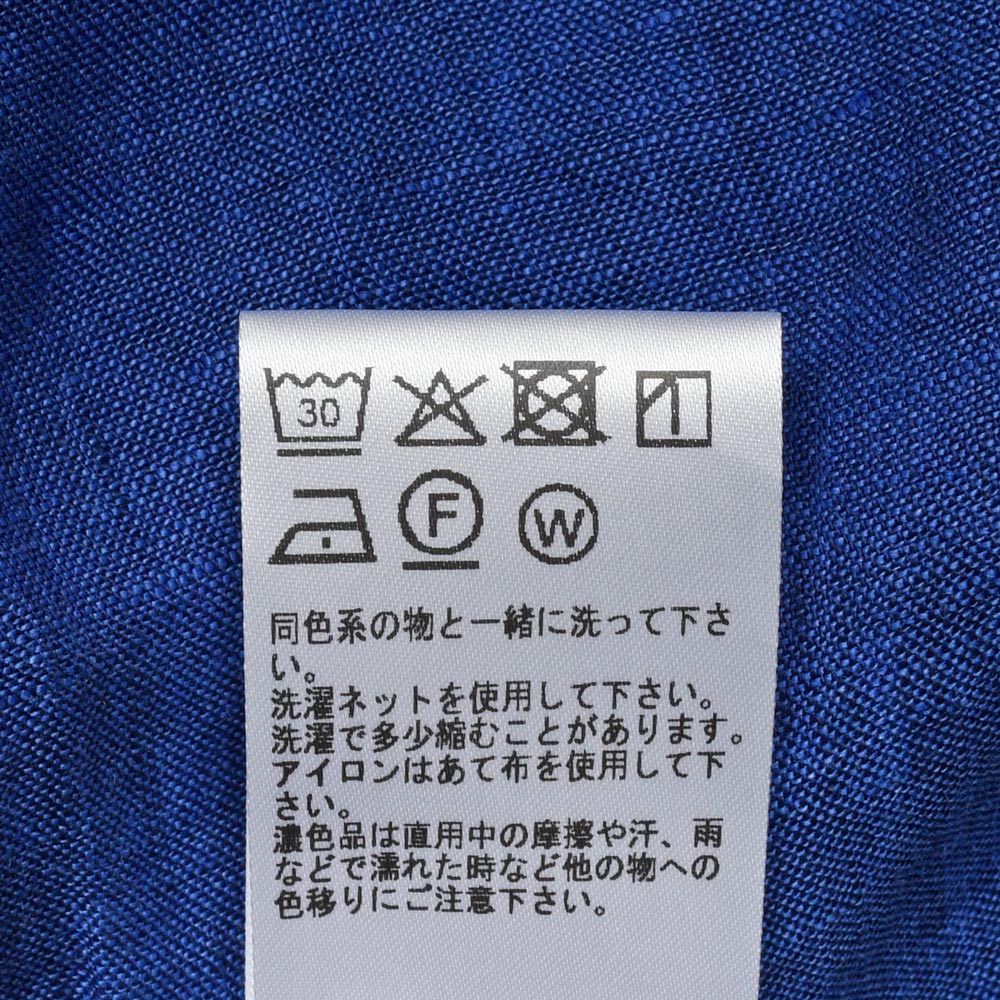 30
F W
同色系の物と一緒に洗って下さ
い。
洗濯ネットを使用して下さい。
洗濯で多少縮むことがあります。
アイロンはあて布を使用して下
さい。
濃色品は直用中の摩擦や汗、雨
などで濡れた時など他の物への
色移りにご注意下さい。